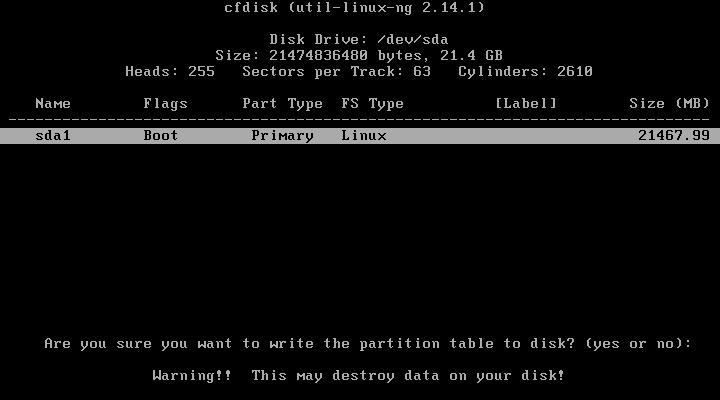 cfdisk (util-linux-ng 2.14.1)
Disk Drive: /dev/sda
Size: 21474836480 bytes, 21.4 GB
Heads: 255   Sectors per Track: 63   Cylinders: 2610
Name        Flags      Part Type  FS Type          [Label]        Size (MB)
------------------------------------------------------------------------------
sda1        Boot        Primary   Linux                            21467.99
Are you sure you want to write the partition table to disk? (yes or no):
Warning!!  This may destroy data on your disk!